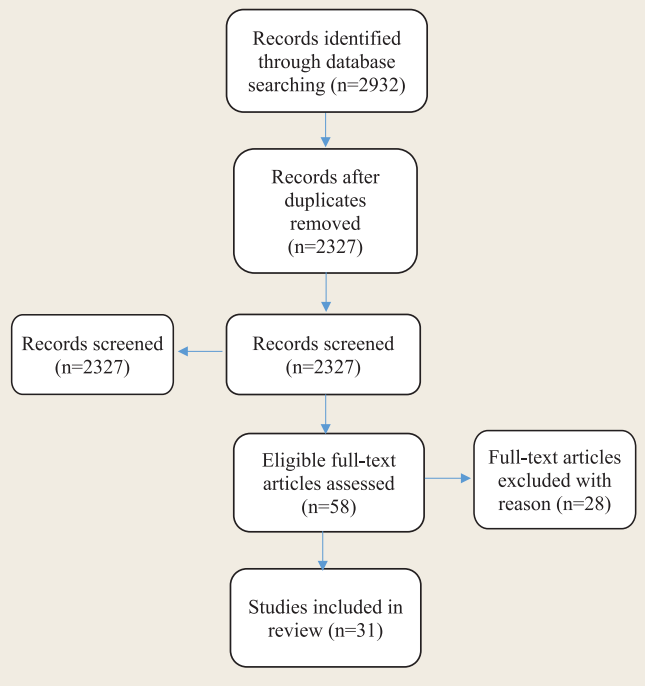 Records identified
through database
searching (n=2932)
Records after
duplicates
removed
(n=2327)
Records screened
(n=2327)
Records screened
(n=2327)
Eligible full-text
articles assessed
(n=58)
Full-text articles
excluded with
reason (n=28)
Studies included in
review (n=31)